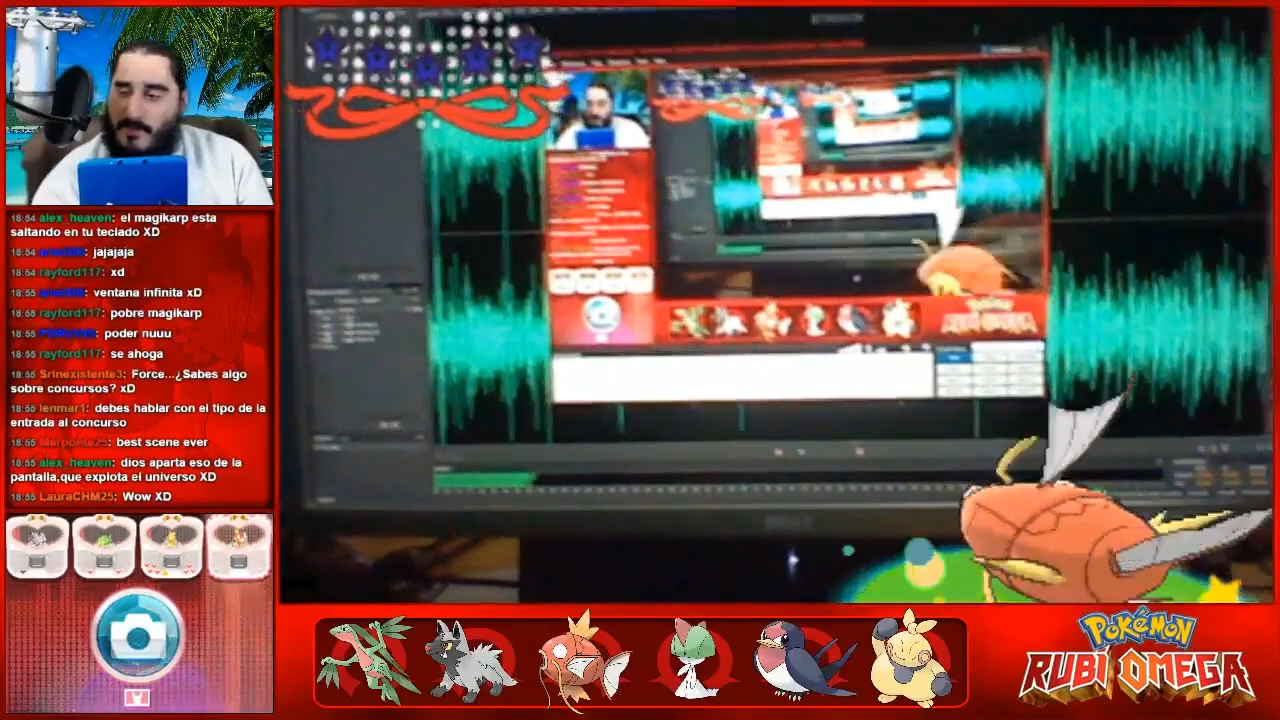 18:54 alex_heaven: el magikarp esta
saltando en tu teclado XD
18:54 jajajaja
18:54 rayford117: xd
18:55 ventana infinita xD
18:55 rayford117: pobre magikarp
18:55 poder nuuu
18:55 rayford117: se ahoga
18:55 SrInexistente3: Force...¿Sabes algo
sobre concursos? xD
18:55 lenmar1: debes hablar con el tipo de la
entrada al concurso
18:55 best scene ever
18:55 alex_heaven: dios aparta eso de la
pantalla,que explota el universo XD
18:55 LauraCHM25: Wow XD
POKéMON
RUBI OMEGA